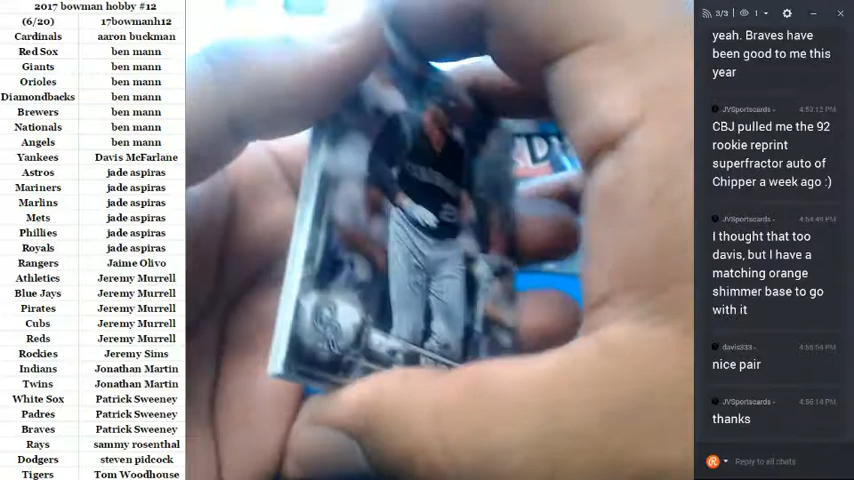 2017 bowman hobby #12
(6/20) 17bowmanh12
Cardinals aaron buckman
Red Sox ben mann
Giants ben mann
Orioles ben mann
Diamondbacks ben mann
Brewers ben mann
Nationals ben mann
Angels ben mann
Yankees Davis McFarlane
Astros jade aspiras
Mariners jade aspiras
Marlins jade aspiras
Mets jade aspiras
Phillies jade aspiras
Royals jade aspiras
Rangers Jaime Olivo
Athletics Jeremy Murrell
Blue Jays Jeremy Murrell
Pirates Jeremy Murrell
Cubs Jeremy Murrell
Reds Jeremy Murrell
Rockies Jeremy Sims
Indians Jonathan Martin
Twins Jonathan Martin
White Sox Patrick Sweeney
Padres Patrick Sweeney
Braves Patrick Sweeney
Rays sammy rosenthal
Dodgers steven pidcock
Tigers Tom Woodhouse
3/3 1
yeah. Braves have
been good to me this
year
JVSportscards 4:53:12 PM
CBJ pulled me the 92
rookie reprint
superfractor auto of
Chipper a week ago :)
JVSportscards 4:54:49 PM
I thought that too
davis, but I have a
matching orange
shimmer base to go
with it
davis333 4:55:54 PM
nice pair
JVSportscards 4:56:14 PM
thanks
Reply to all chats